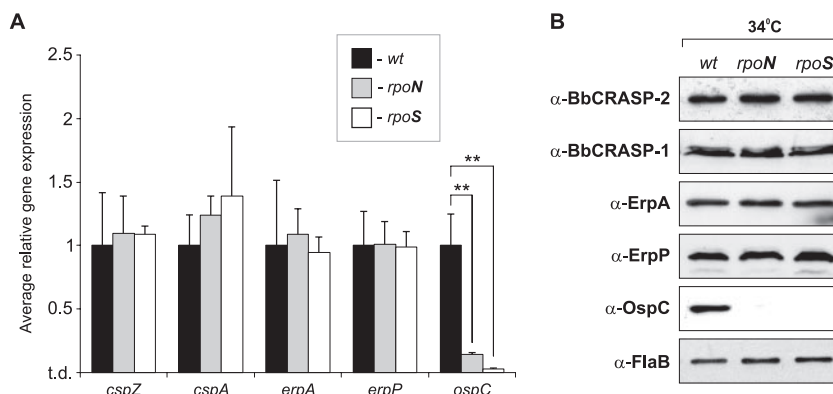 A
Average relative gene expression
2.5
2
1.5
1
0.5
t.d.
- wt
- rpoN
- rpoS
**
**
cspZ cspA erpA erpP ospC
B
34°C
wt rpoN rpoS
α-BbCRASP-2
α-BbCRASP-1
α-ErpA
α-ErpP
α-OspC
α-FlaB